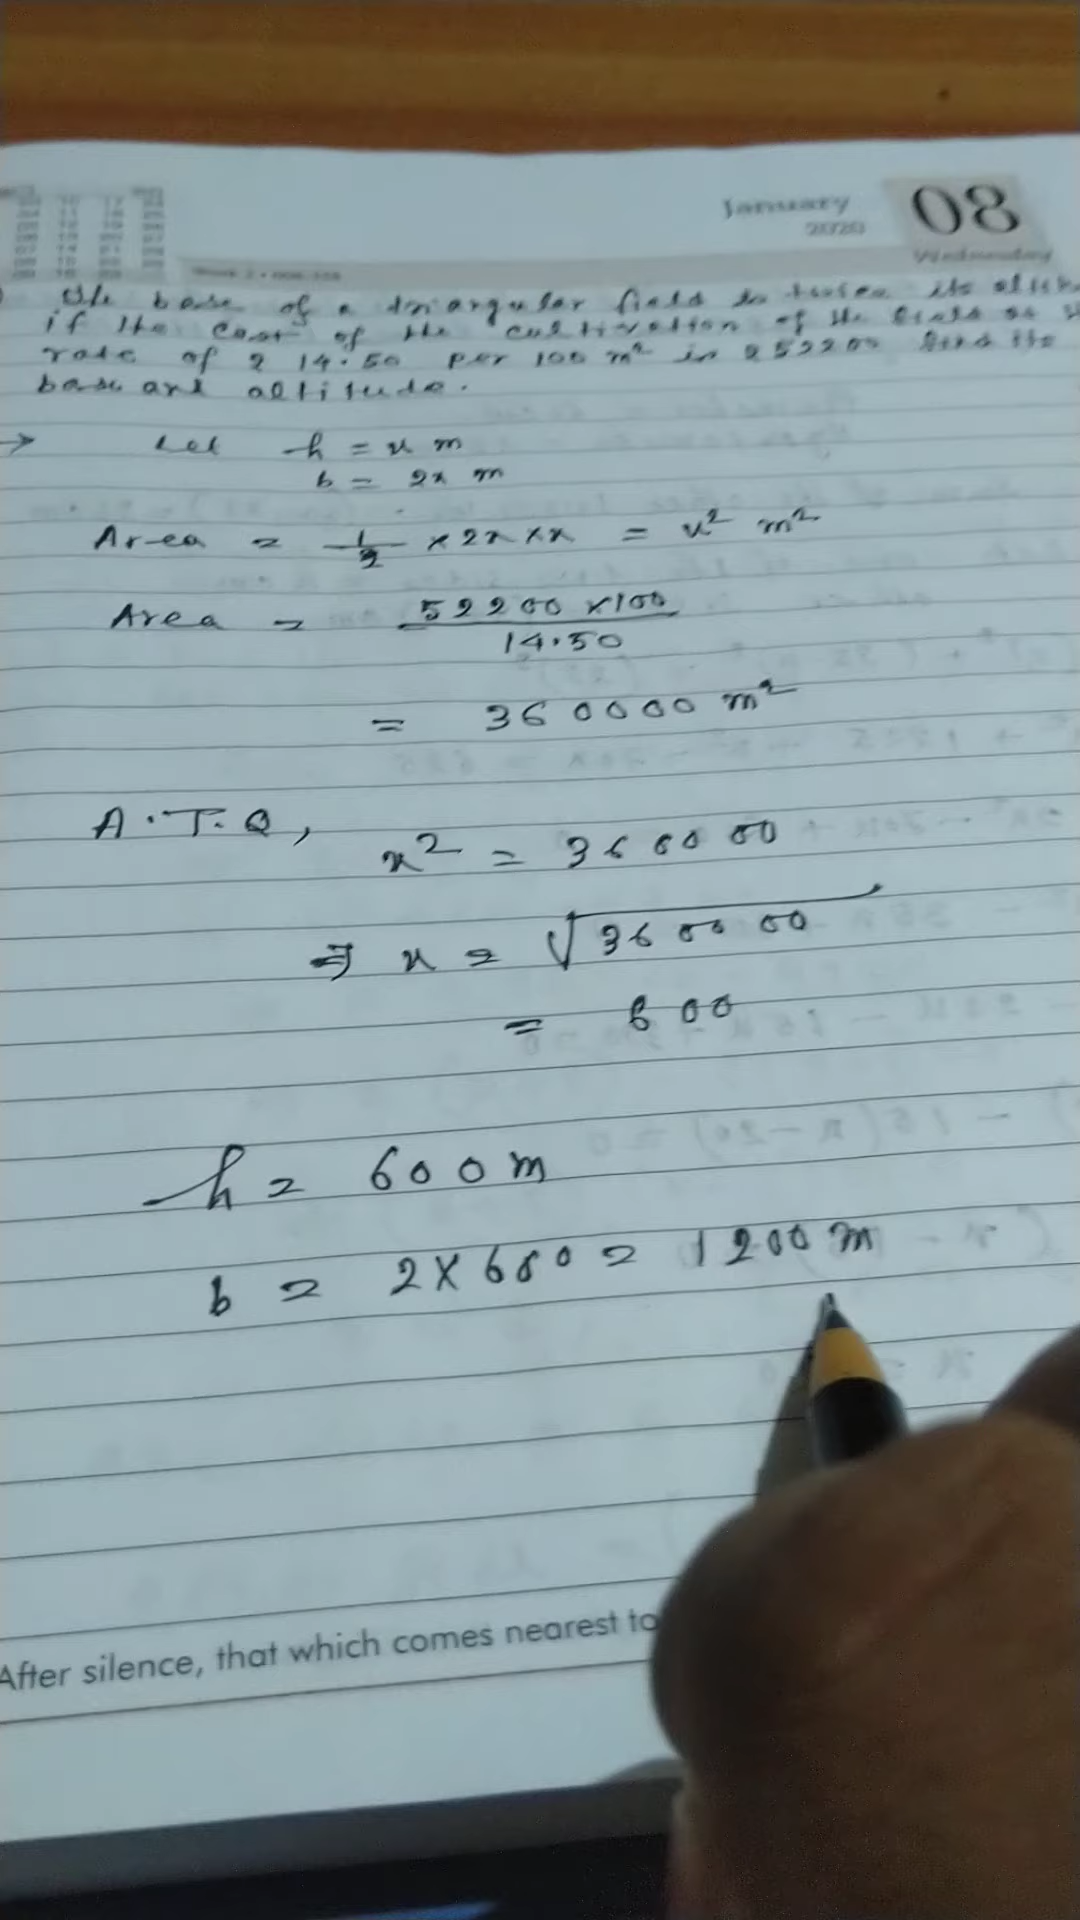 January 08
2020
Wednesday
The base of a triangular field is twice its
if the cost of the cultivation of the field at
rate of ₹ 14.50 per 100 m² is ₹ 52200 find its
base and altitude.
→ Let h = x m
b = 2x m
Area = 1/2 × 2x × x = x² m²
Area = 52200 × 100 / 14.50
= 360000 m²
A.T.Q,
x² = 360000
⇒ x = √360000
= 600
h = 600 m
b = 2 × 600 = 1200 m
After silence, that which comes nearest to